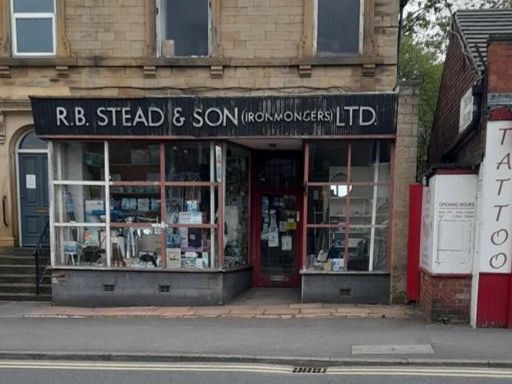 R.B. STEAD & SON (IRONMONGERS) LTD.
OPENING HOURS
TATTOO